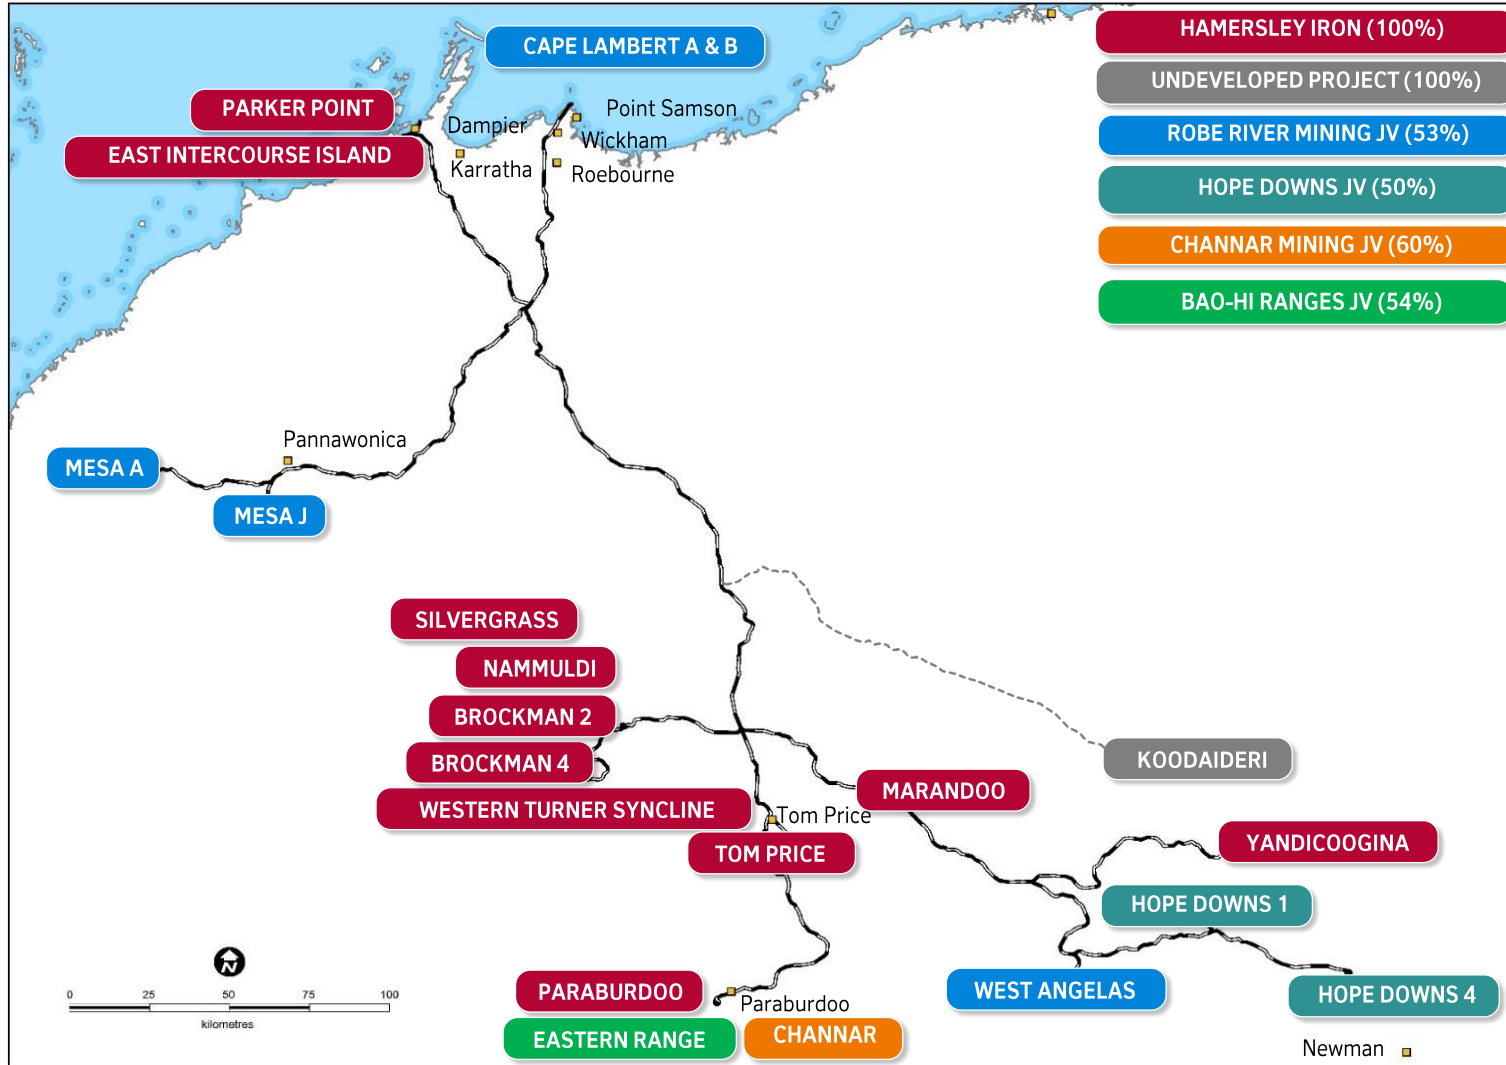 HAMERSLEY IRON (100%)
UNDEVELOPED PROJECT (100%)
ROBE RIVER MINING JV (53%)
HOPE DOWNS JV (50%)
CHANNAR MINING JV (60%)
BAO-HI RANGES JV (54%)
CAPE LAMBERT A & B
PARKER POINT
EAST INTERCOURSE ISLAND
Dampier
Karratha
Point Samson
Wickham
Roebourne
Pannawonica
MESA A
MESA J
SILVERGRASS
NAMMULDI
BROCKMAN 2
BROCKMAN 4
WESTERN TURNER SYNCLINE
Tom Price
TOM PRICE
MARANDOO
KOODAIDERI
YANDICOOGINA
HOPE DOWNS 1
WEST ANGELAS
HOPE DOWNS 4
PARABURDOO
Paraburdoo
EASTERN RANGE
CHANNAR
Newman
N
0 25 50 75 100
kilometres